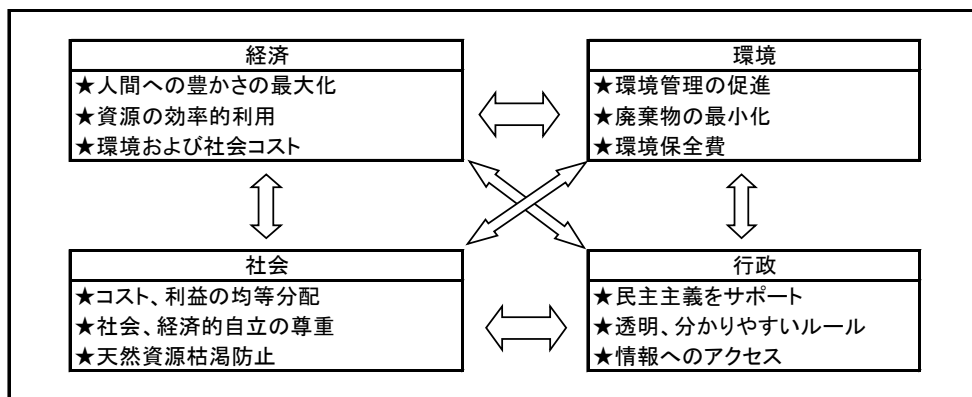 経済
★人間への豊かさの最大化
★資源の効率的利用
★環境および社会コスト
環境
★環境管理の促進
★廃棄物の最小化
★環境保全費
社会
★コスト、利益の均等分配
★社会、経済的自立の尊重
★天然資源枯渇防止
行政
★民主主義をサポート
★透明、分かりやすいルール
★情報へのアクセス